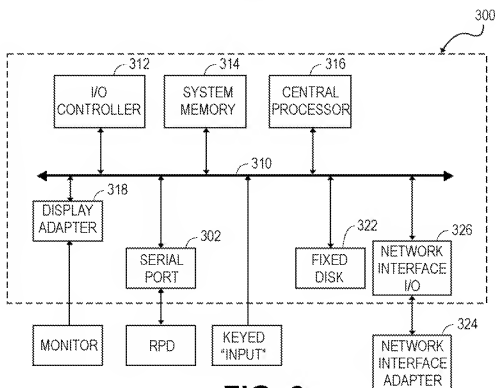 300
312
314
316
I/O
CONTROLLER
SYSTEM
MEMORY
CENTRAL
PROCESSOR
310
318
DISPLAY
ADAPTER
302
SERIAL
PORT
322
FIXED
DISK
326
NETWORK
INTERFACE
I/O
MONITOR
RPD
KEYED
"INPUT"
324
NETWORK
INTERFACE
ADAPTER